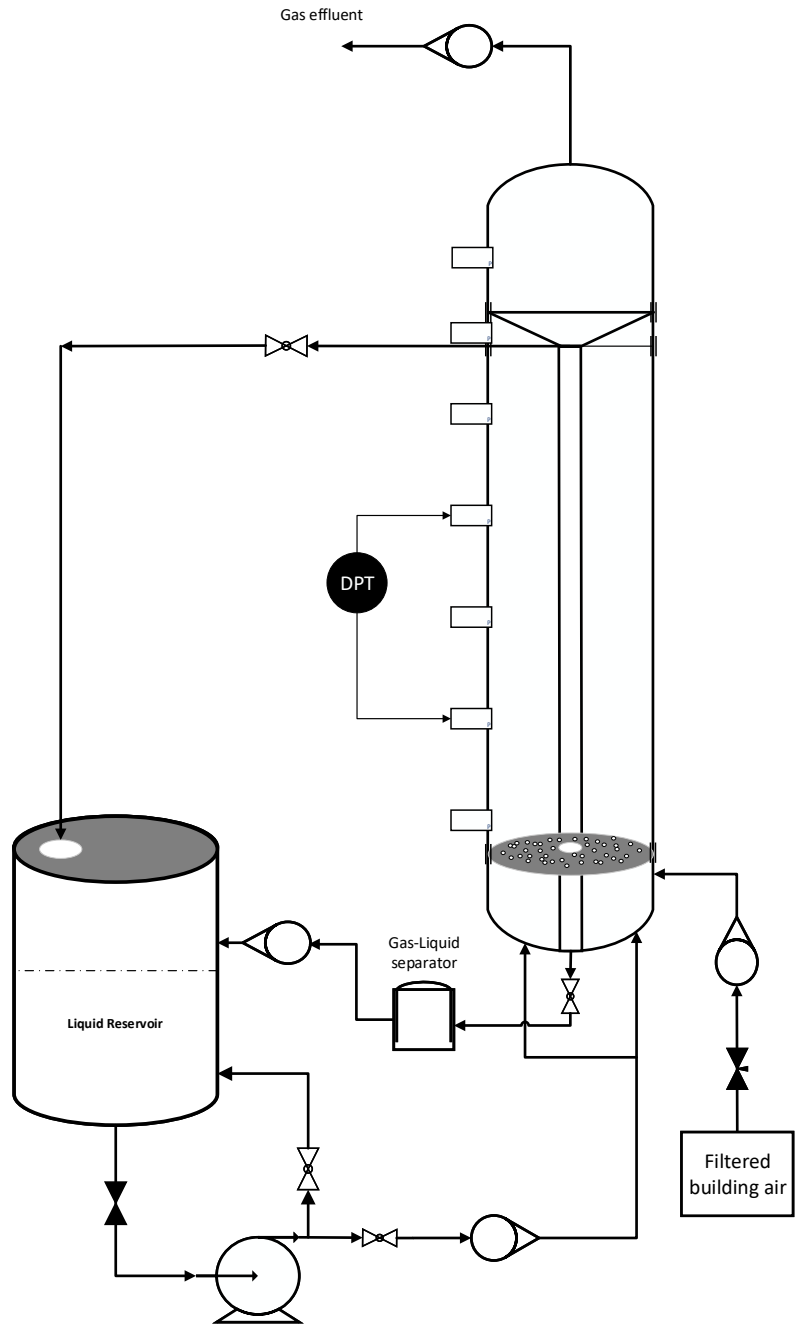 Gas effluent
DPT
Gas-Liquid
separator
Liquid Reservoir
Filtered
building air